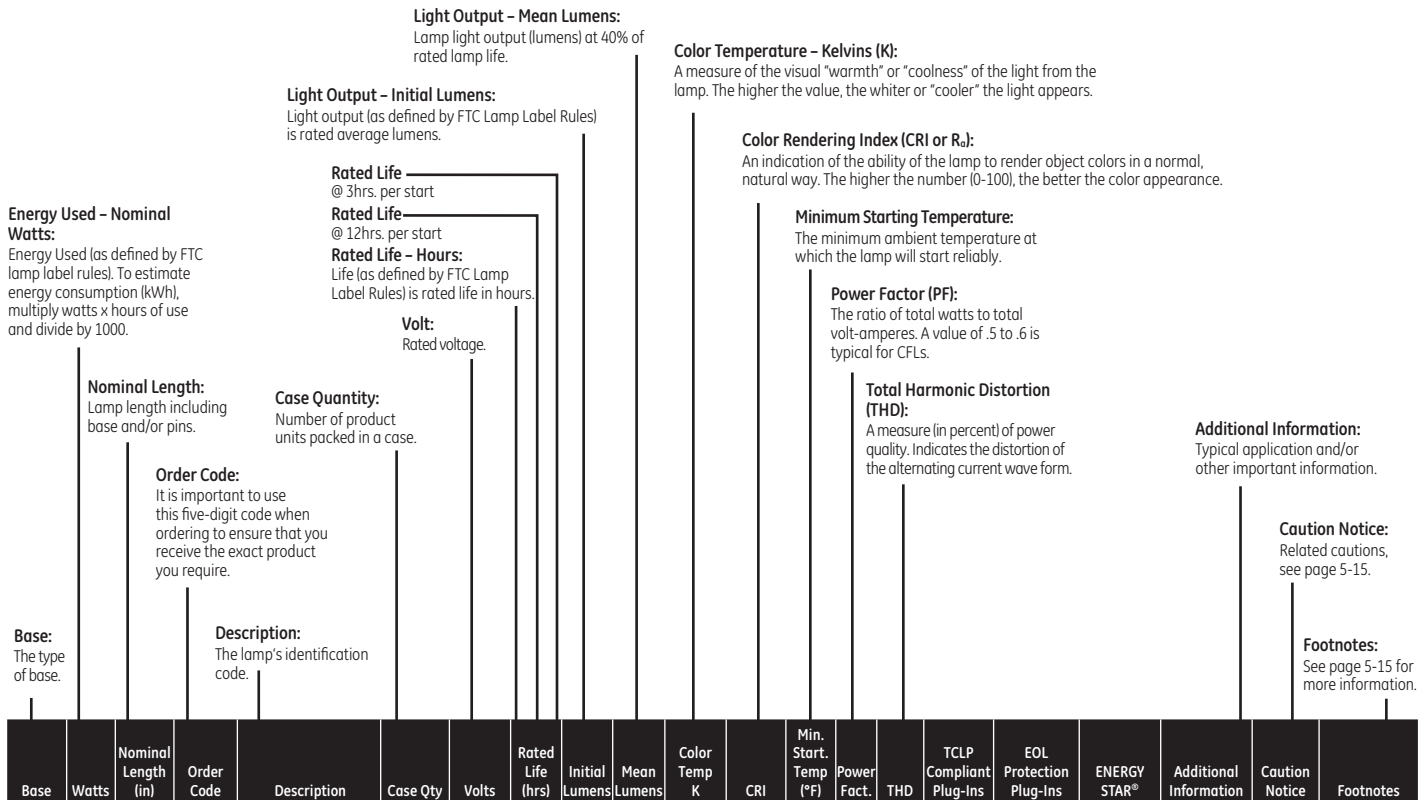 Light Output – Mean Lumens:
Lamp light output (lumens) at 40% of
rated lamp life.
Color Temperature – Kelvins (K):
A measure of the visual “warmth” or “coolness” of the light from the
lamp. The higher the value, the whiter or “cooler” the light appears.
Light Output – Initial Lumens:
Light output (as defined by FTC Lamp Label Rules)
is rated average lumens.
Color Rendering Index (CRI or Ra):
An indication of the ability of the lamp to render object colors in a normal,
natural way. The higher the number (0-100), the better the color appearance.
Rated Life
@ 3hrs. per start
Rated Life
@ 12hrs. per start
Rated Life – Hours:
Life (as defined by FTC Lamp
Label Rules) is rated life in hours.
Energy Used – Nominal
Watts:
Energy Used (as defined by FTC
lamp label rules). To estimate
energy consumption (kWh),
multiply watts x hours of use
and divide by 1000.
Minimum Starting Temperature:
The minimum ambient temperature at
which the lamp will start reliably.
Power Factor (PF):
The ratio of total watts to total
volt-amperes. A value of .5 to .6 is
typical for CFLs.
Volt:
Rated voltage.
Nominal Length:
Lamp length including
base and/or pins.
Case Quantity:
Number of product
units packed in a case.
Total Harmonic Distortion
(THD):
A measure (in percent) of power
quality. Indicates the distortion of
the alternating current wave form.
Additional Information:
Typical application and/or
other important information.
Order Code:
It is important to use
this five-digit code when
ordering to ensure that you
receive the exact product
you require.
Caution Notice:
Related cautions,
see page 5-15.
Base:
The type
of base.
Description:
The lamp's identification
code.
Footnotes:
See page 5-15 for
more information.
Base
Watts
Nominal
Length
(in)
Order
Code
Description
Case Qty
Volts
Rated
Life
(hrs)
Initial
Lumens
Mean
Lumens
Color
Temp
K
CRI
Min.
Start.
Temp
(°F)
Power
Fact.
THD
TCLP
Compliant
Plug-Ins
EOL
Protection
Plug-Ins
ENERGY
STAR®
Additional
Information
Caution
Notice
Footnotes